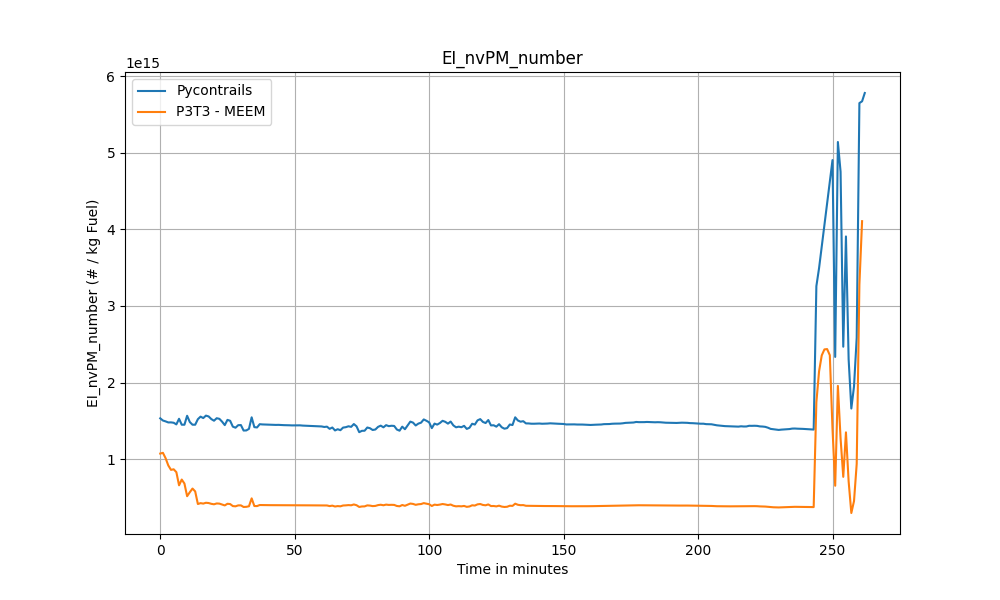 EI_nvPM_number
1e15
Pycontrails
P3T3 - MEEM
EI_nvPM_number (# / kg Fuel)
6
5
4
3
2
1
0 50 100 150 200 250
Time in minutes